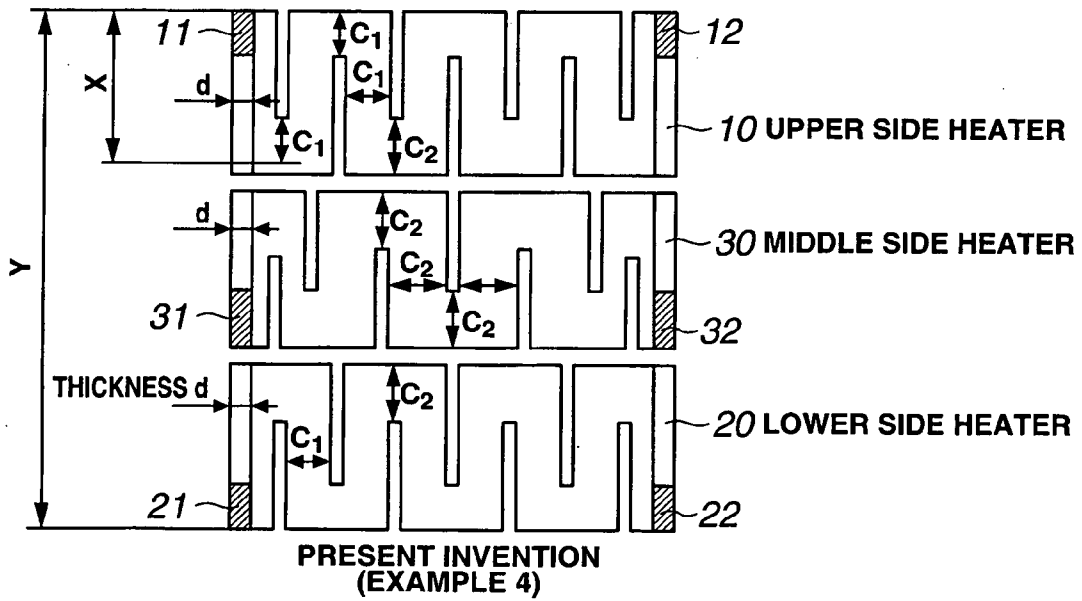 11
C₁
12
X
d
C₁
10 UPPER SIDE HEATER
C₁
C₂
Y
d
C₂
30 MIDDLE SIDE HEATER
C₂
31
C₂
32
THICKNESS d
C₂
20 LOWER SIDE HEATER
C₁
21
22
PRESENT INVENTION
(EXAMPLE 4)